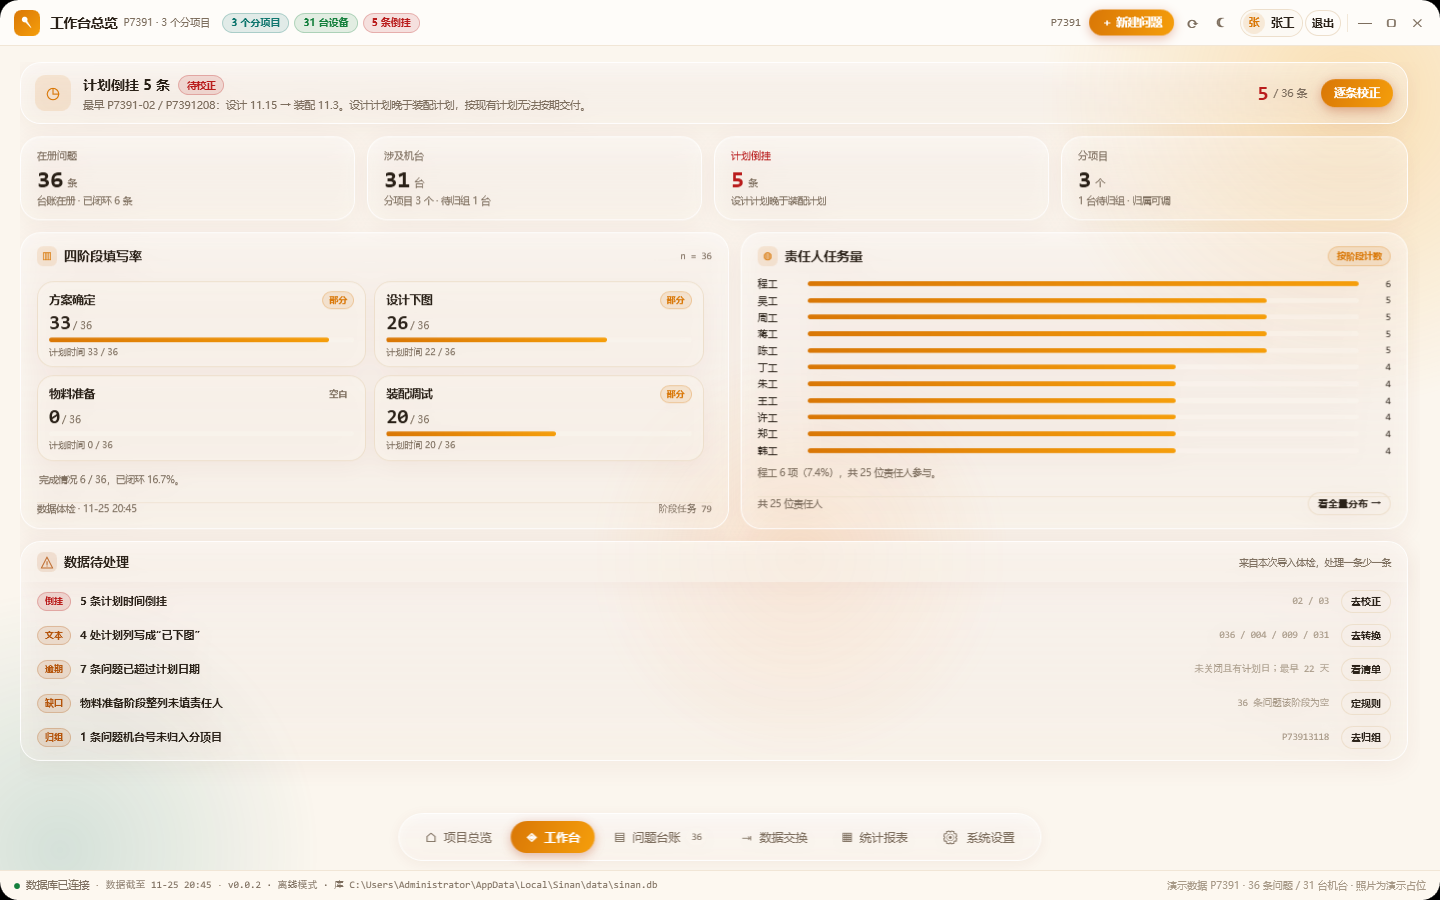 工作台总览 P7391 · 3 个分项目 3 个分项目 31 台设备 5 条倒挂 P7391 + 新建问题 张 张工 退出
计划倒挂 5 条 待校正
最早 P7391-02 / P7391208：设计 11.15 → 装配 11.3。设计计划晚于装配计划，按现有计划无法按期交付。
5 / 36 条 逐条校正
在册问题
36 条
台账在册 · 已闭环 6 条
涉及机台
31 台
分项目 3 个 · 待归组 1 台
计划倒挂
5 条
设计计划晚于装配计划
分项目
3 个
1 台待归组 · 归属可调
四阶段填写率 n = 36
方案确定 部分
33 / 36
计划时间 33 / 36
设计下图 部分
26 / 36
计划时间 22 / 36
物料准备 空白
0 / 36
计划时间 0 / 36
装配调试 部分
20 / 36
计划时间 20 / 36
完成情况 6 / 36，已闭环 16.7%。
数据体检 · 11-25 20:45 阶段任务 79
责任人任务量 按阶段计数
程工 6
吴工 5
周工 5
蒋工 5
陈工 5
丁工 4
朱工 4
王工 4
许工 4
郑工 4
韩工 4
程工 6 项（7.4%），共 25 位责任人参与。
共 25 位责任人 看全量分布 →
数据待处理 来自本次导入体检，处理一条少一条
倒挂 5 条计划时间倒挂 02 / 03 去校正
文本 4 处计划列写成“已下图” 036 / 004 / 009 / 031 去转换
逾期 7 条问题已超过计划日期 未关闭且有计划日；最早 22 天 看清单
缺口 物料准备阶段整列未填责任人 36 条问题该阶段为空 定规则
归组 1 条问题机台号未归入分项目 P73913118 去归组
项目总览 工作台 问题台账 36 数据交换 统计报表 系统设置
数据库已连接 · 数据截至 11-25 20:45 · v0.0.2 · 离线模式 · 库 C:\Users\Administrator\AppData\Local\Sinan\data\sinan.db
演示数据 P7391 · 36 条问题 / 31 台机台 · 照片为演示占位